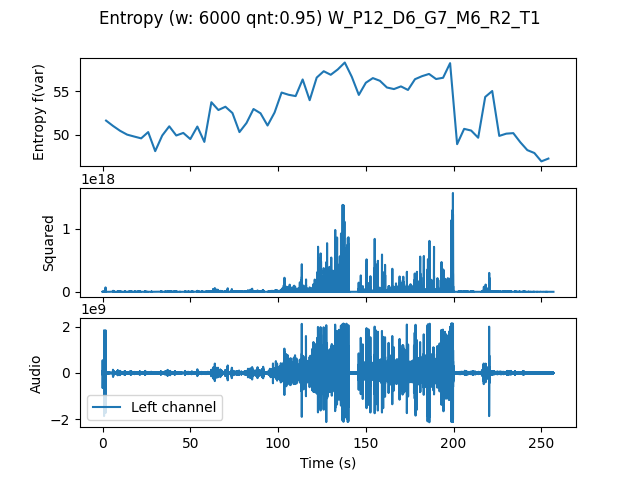 Entropy (w: 6000 qnt:0.95) W_P12_D6_G7_M6_R2_T1
Entropy f(var)
55
50
1e18
Squared
1
0
1e9
Audio
2
0
−2
Left channel
0 50 100 150 200 250
Time (s)